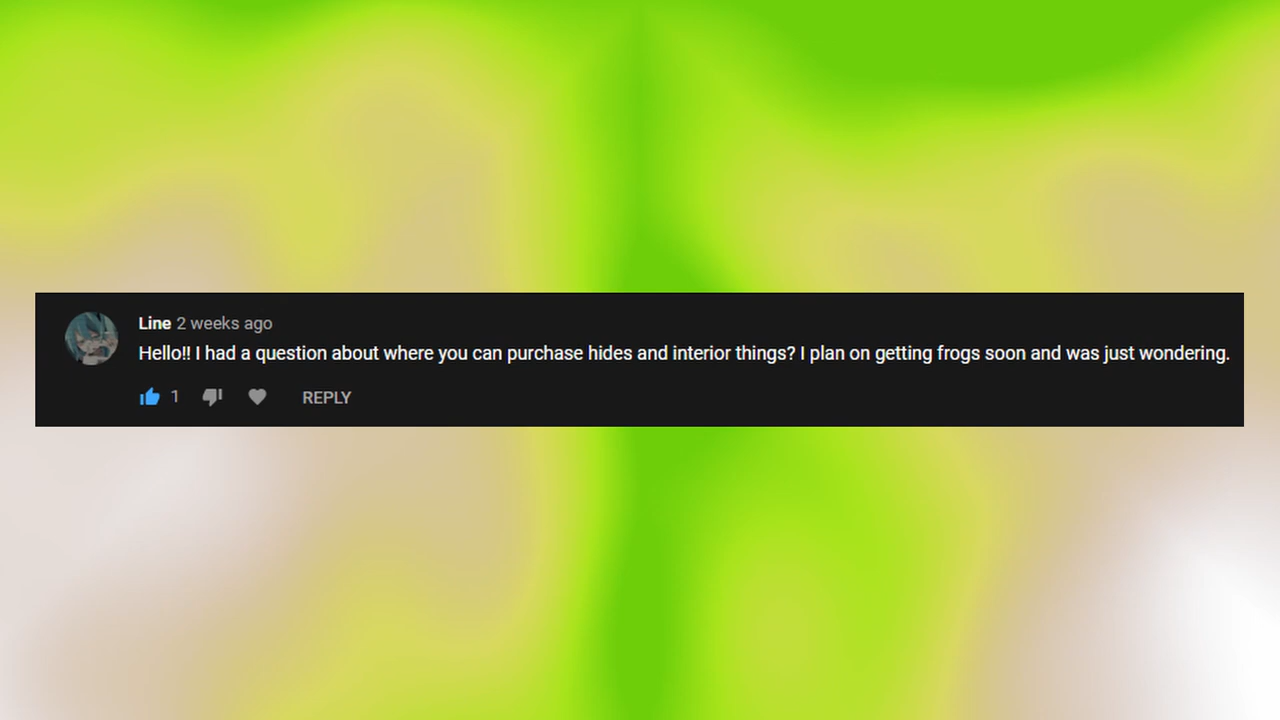 Line 2 weeks ago
Hello!! I had a question about where you can purchase hides and interior things? I plan on getting frogs soon and was just wondering.
1 REPLY